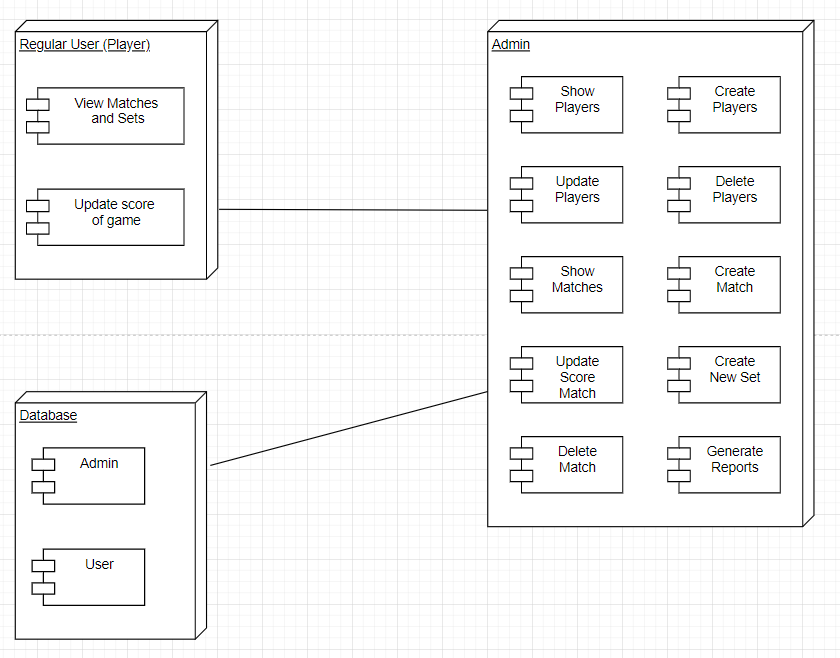 Regular User (Player)
View Matches
and Sets
Update score
of game
Admin
Show
Players
Create
Players
Update
Players
Delete
Players
Show
Matches
Create
Match
Update
Score
Match
Create
New Set
Delete
Match
Generate
Reports
Database
Admin
User